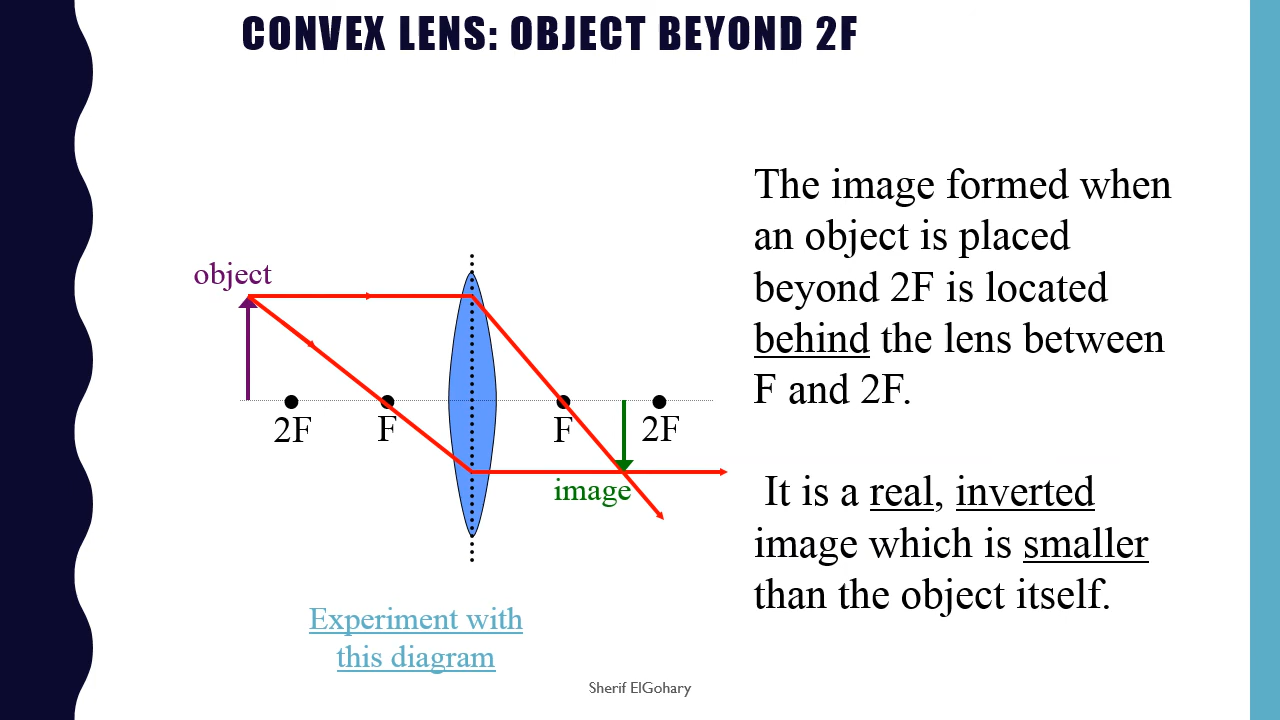 CONVEX LENS: OBJECT BEYOND 2F
The image formed when
an object is placed
beyond 2F is located
behind the lens between
F and 2F.
It is a real, inverted
image which is smaller
than the object itself.
object
2F
F
F
2F
image
Experiment with
this diagram
Sherif ElGohary